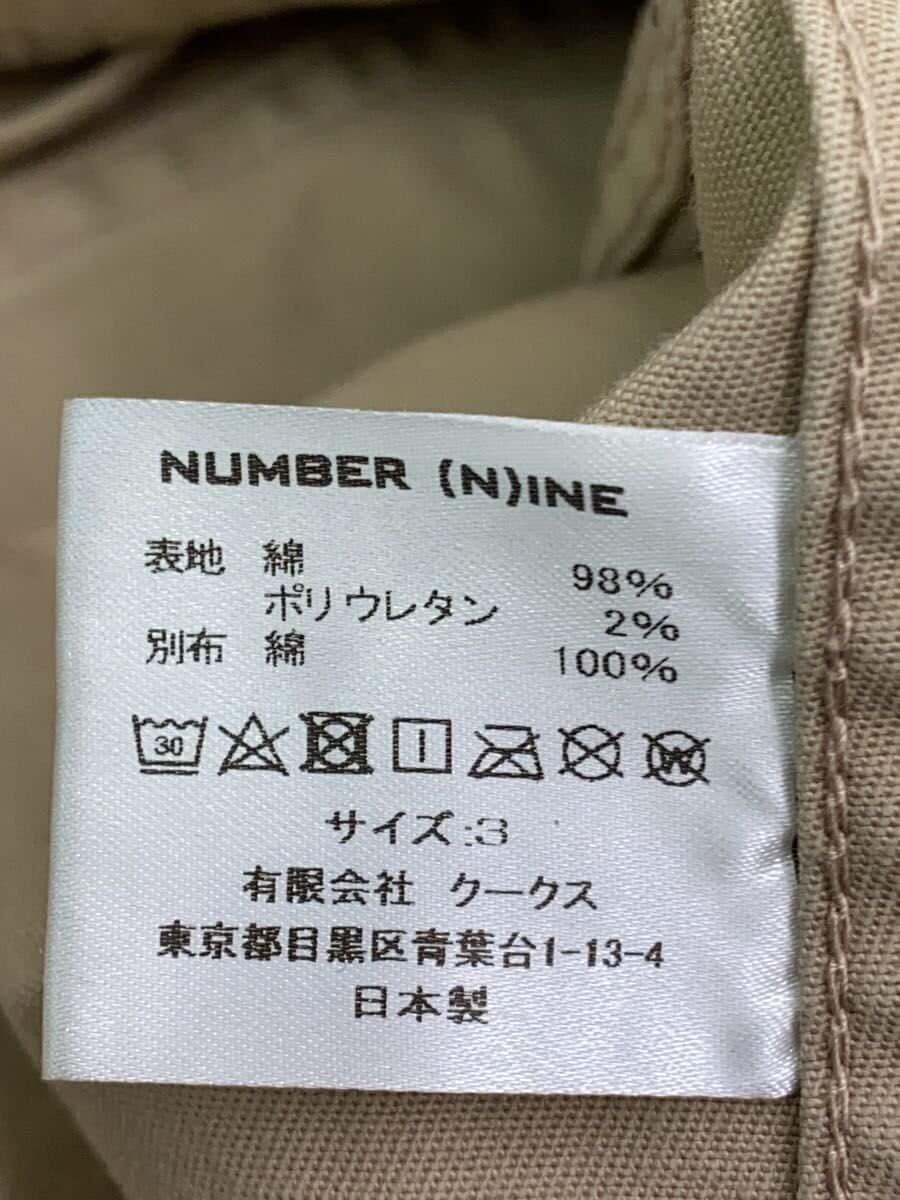 NUMBER (N)INE
表地 綿 98%
ポリウレタン 2%
別布 綿 100%
30 W
サイズ:3
有限会社 クークス
東京都目黒区青葉台1-13-4
日本製